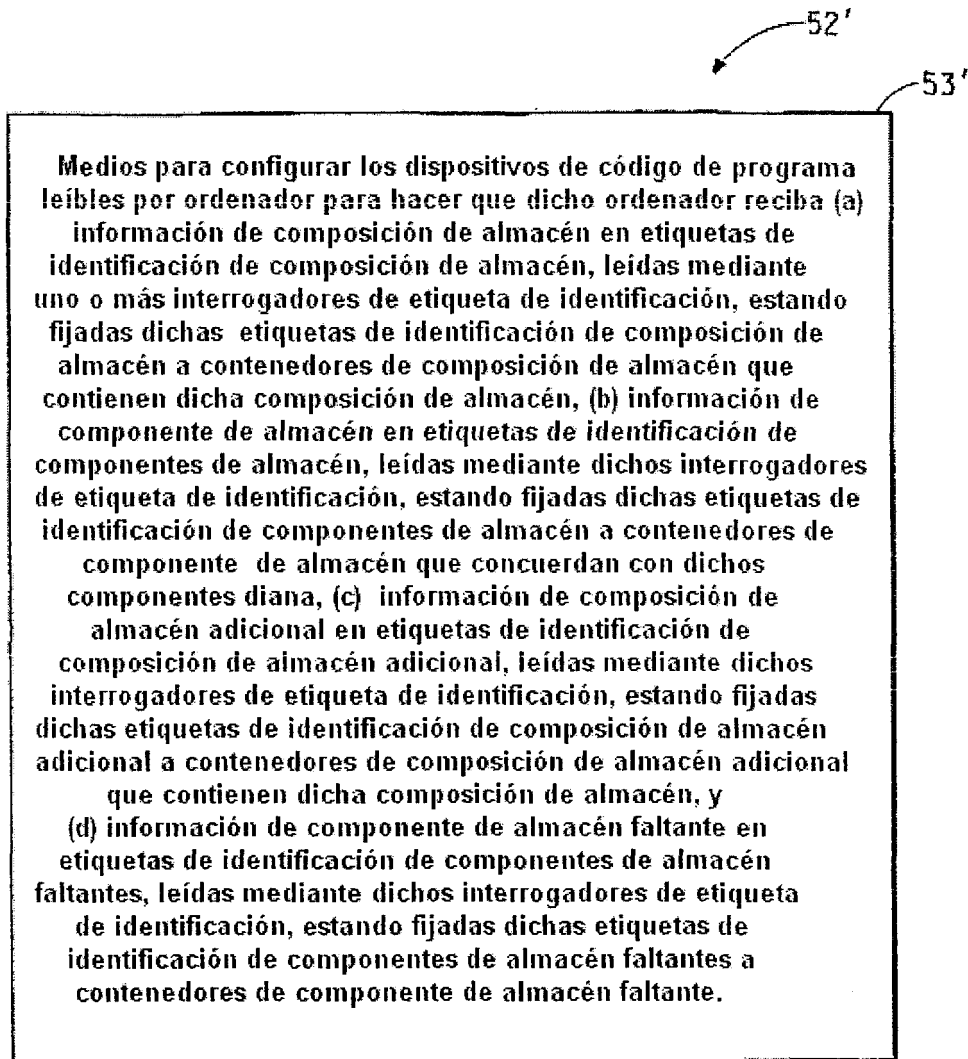 52'
53'
Medios para configurar los dispositivos de código de programa
leíbles por ordenador para hacer que dicho ordenador reciba (a)
información de composición de almacén en etiquetas de
identificación de composición de almacén, leídas mediante
uno o más interrogadores de etiqueta de identificación, estando
fijadas dichas etiquetas de identificación de composición de
almacén a contenedores de composición de almacén que
contienen dicha composición de almacén, (b) información de
componente de almacén en etiquetas de identificación de
componentes de almacén, leídas mediante dichos interrogadores
de etiqueta de identificación, estando fijadas dichas etiquetas de
identificación de componentes de almacén a contenedores de
componente de almacén que concuerdan con dichos
componentes diana, (c) información de composición de
almacén adicional en etiquetas de identificación de
composición de almacén adicional, leídas mediante dichos
interrogadores de etiqueta de identificación, estando fijadas
dichas etiquetas de identificación de composición de almacén
adicional a contenedores de composición de almacén adicional
que contienen dicha composición de almacén, y
(d) información de componente de almacén faltante en
etiquetas de identificación de componentes de almacén
faltantes, leídas mediante dichos interrogadores de etiqueta
de identificación, estando fijadas dichas etiquetas de
identificación de componentes de almacén faltantes a
contenedores de componente de almacén faltante.